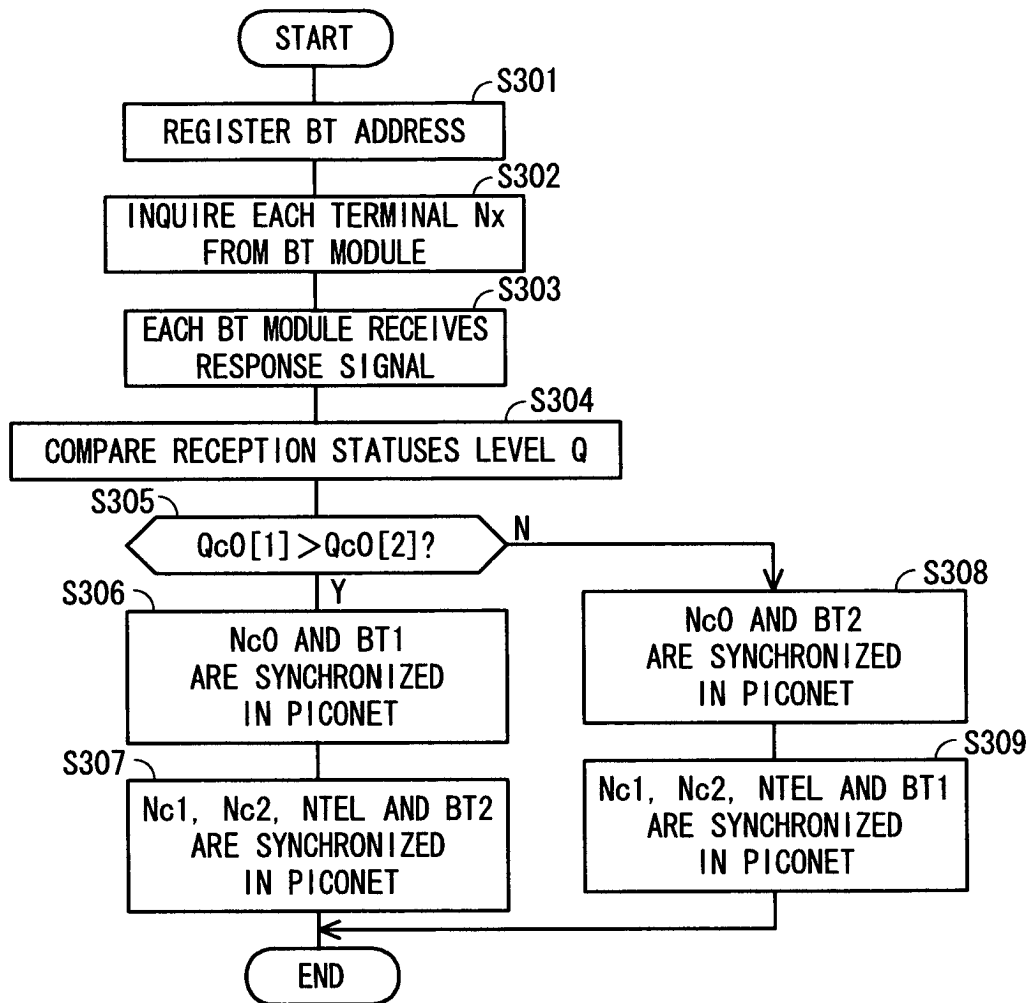 START
S301
REGISTER BT ADDRESS
S302
INQUIRE EACH TERMINAL Nx
FROM BT MODULE
S303
EACH BT MODULE RECEIVES
RESPONSE SIGNAL
S304
COMPARE RECEPTION STATUSES LEVEL Q
S305
Qc0[1]>Qc0[2]?
N
Y
S306
Nc0 AND BT1
ARE SYNCHRONIZED
IN PICONET
S308
Nc0 AND BT2
ARE SYNCHRONIZED
IN PICONET
S307
Nc1, Nc2, NTEL AND BT2
ARE SYNCHRONIZED
IN PICONET
S309
Nc1, Nc2, NTEL AND BT1
ARE SYNCHRONIZED
IN PICONET
END